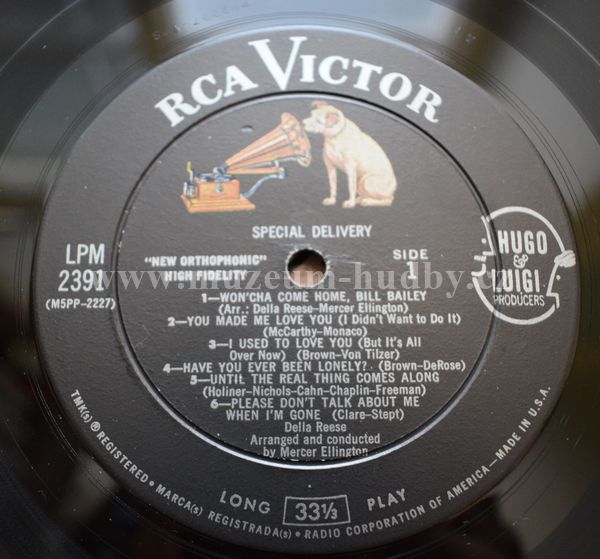 RCA VICTOR
SPECIAL DELIVERY
LPM
2391
(M5PP-2227)
"NEW ORTHOPHONIC"
HIGH FIDELITY
SIDE
1
HUGO
&
LUIGI
PRODUCERS
www.muzeum-hudby.cz
1—WON'CHA COME HOME, BILL BAILEY
(Arr.: Della Reese-Mercer Ellington)
2—YOU MADE ME LOVE YOU (I Didn't Want to Do It)
(McCarthy-Monaco)
3—I USED TO LOVE YOU (But It's All
Over Now) (Brown-Von Tilzer)
4—HAVE YOU EVER BEEN LONELY? (Brown-DeRose)
5—UNTIL THE REAL THING COMES ALONG
(Holiner-Nichols-Cahn-Chaplin-Freeman)
6—PLEASE DON'T TALK ABOUT ME
WHEN I'M GONE (Clare-Stept)
Della Reese
Arranged and conducted
by Mercer Ellington
LONG 33⅓ PLAY
TMK(s) ® REGISTERED • MARCA(s) REGISTRADA(s) • RADIO CORPORATION OF AMERICA—MADE IN U.S.A.